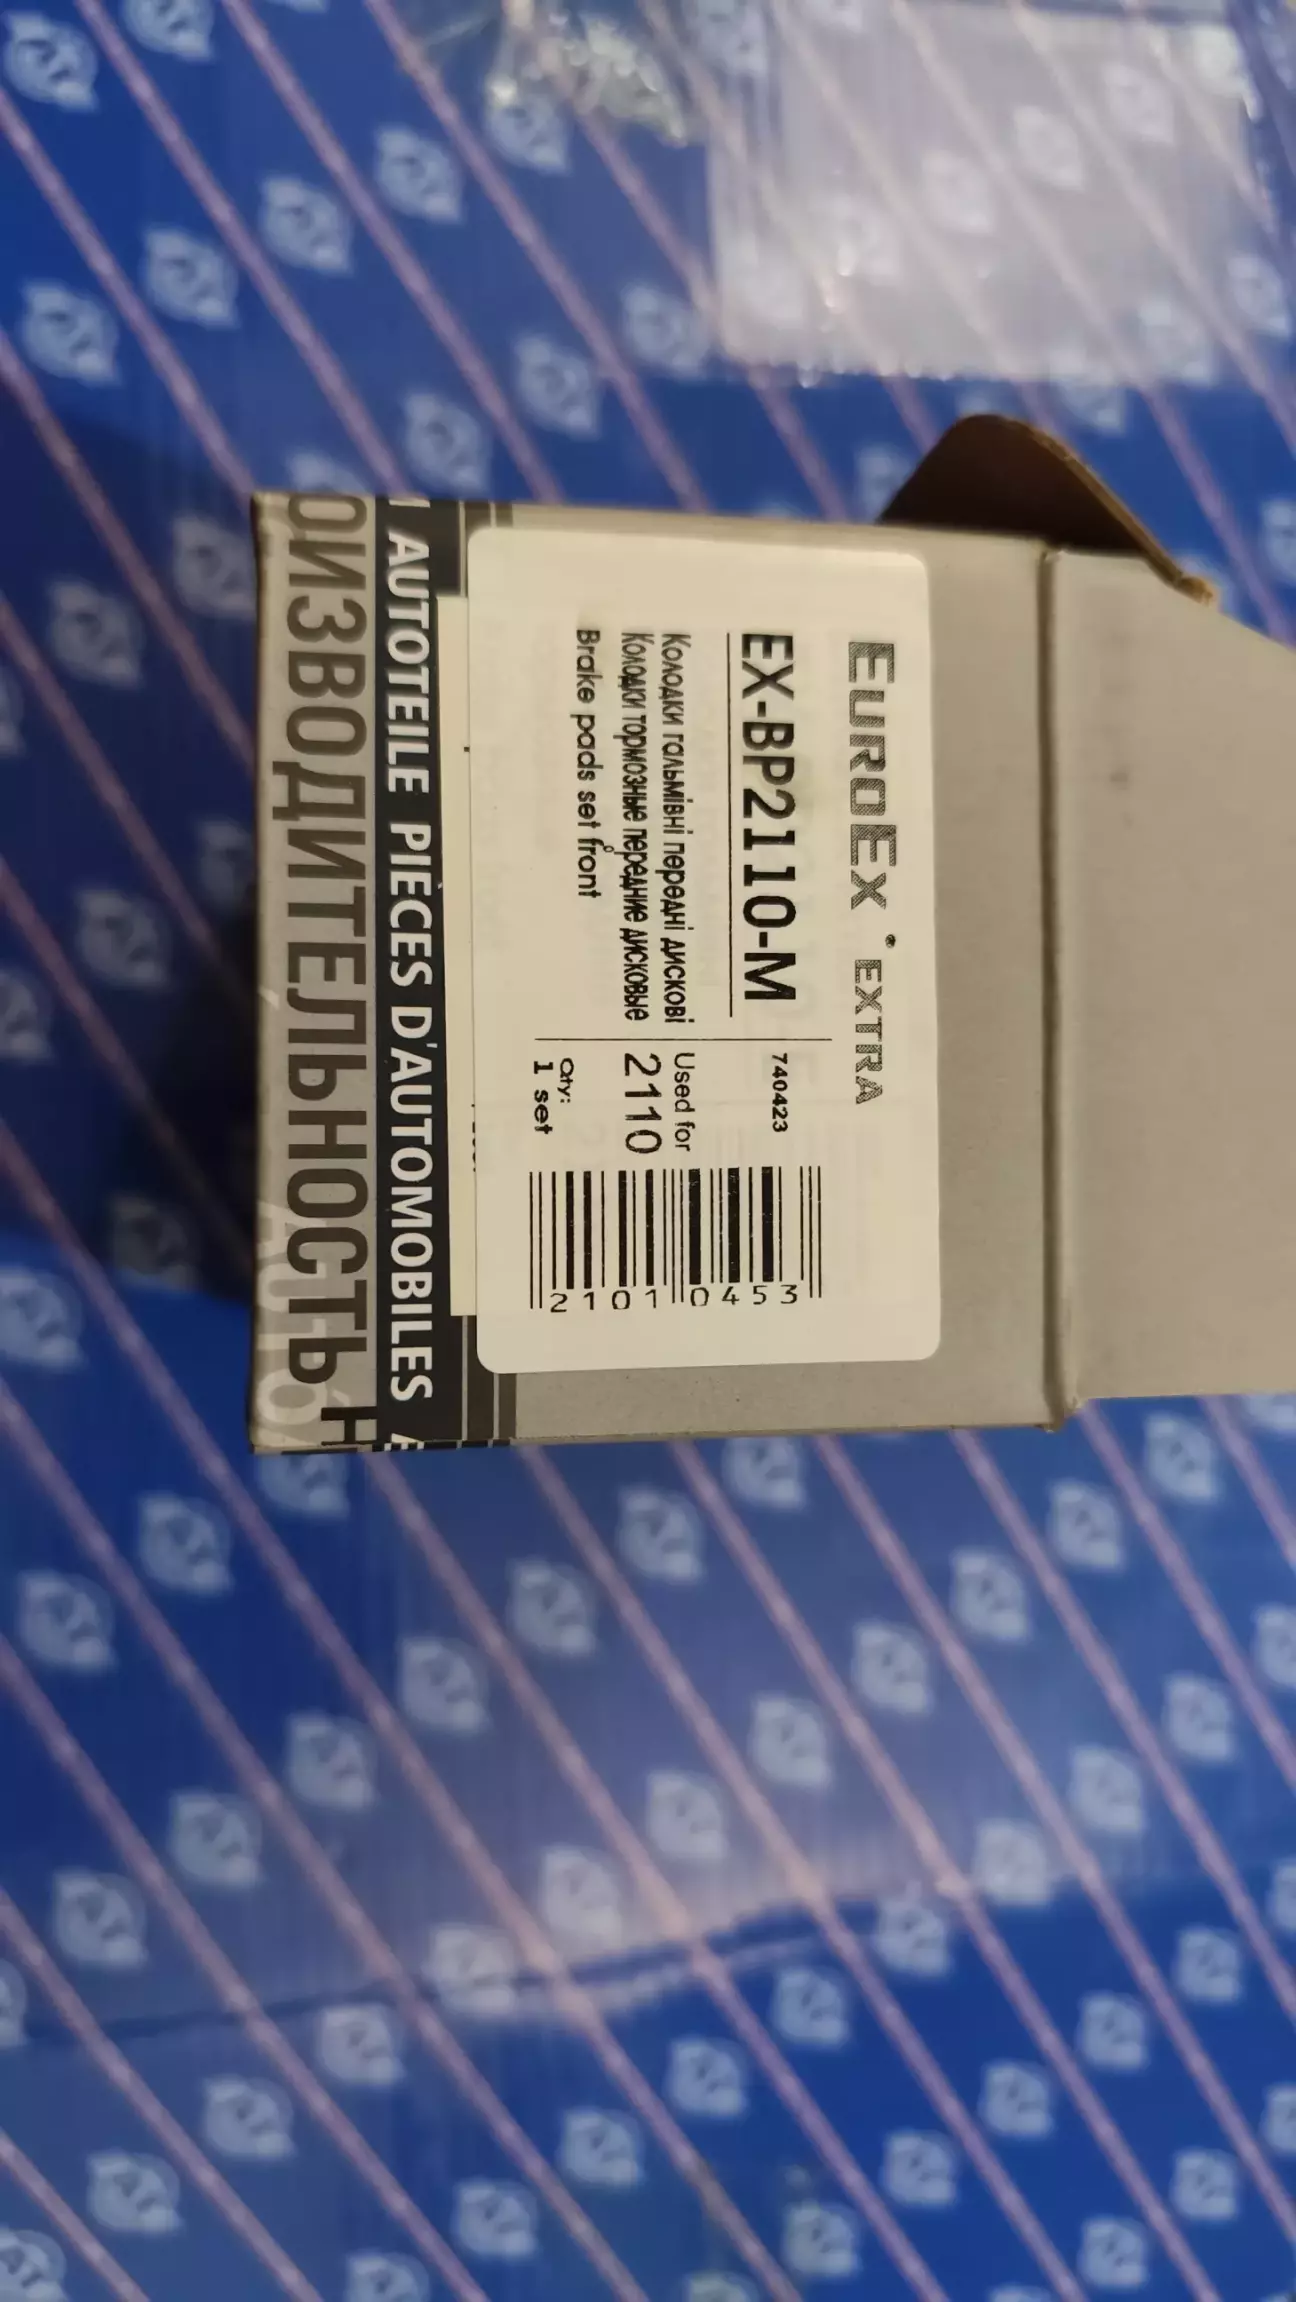 EUROEX® EXTRA
EX-BP2110-M
740423
Колодки гальмівні передні дискові
Колодки тормозные передние дисковые
Brake pads set front
Used for
2110
Qty:
1 set
2101 0453
AUTOTEILE PIÈCES D'AUTOMOBILES
ОИЗВОДИТЕЛЬНОСТЬ Н